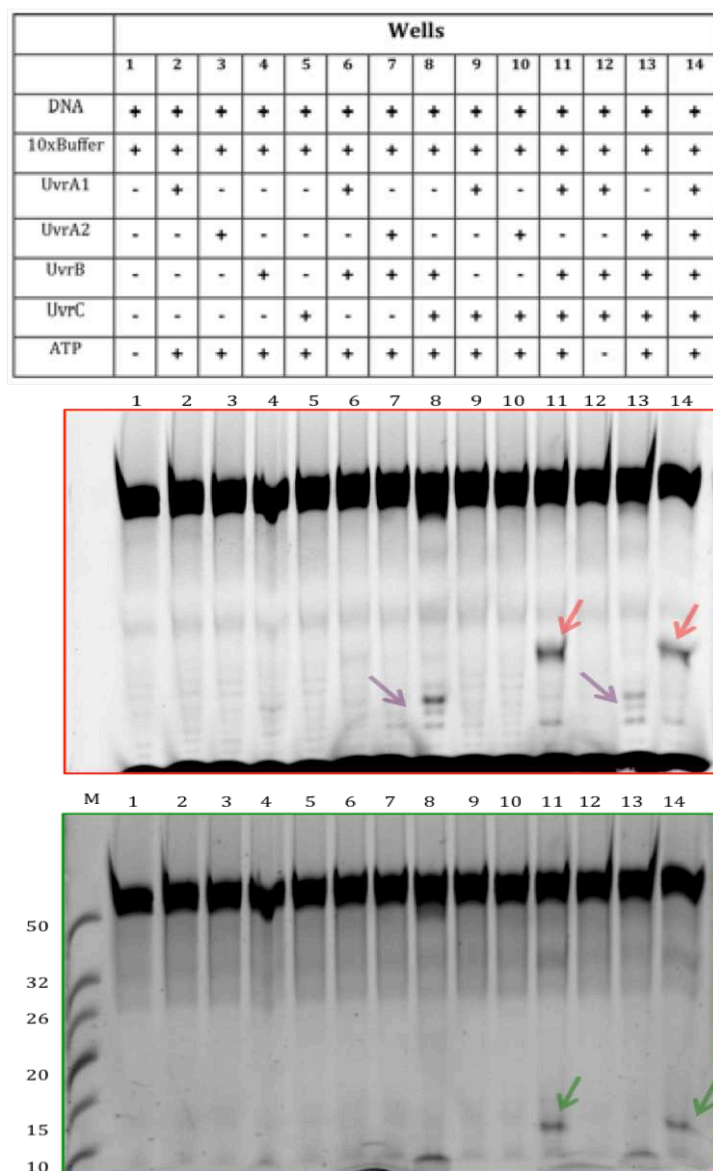 Wells
1 2 3 4 5 6 7 8 9 10 11 12 13 14
DNA + + + + + + + + + + + + + +
10xBuffer + + + + + + + + + + + + + +
UvrA1 - + - - - + - - + - + + - +
UvrA2 - - + - - - + - - + - - + +
UvrB - - - + - + + + - - + + + +
UvrC - - - - + - - + + + + + + +
ATP - + + + + + + + + + + - + +
1 2 3 4 5 6 7 8 9 10 11 12 13 14
M 1 2 3 4 5 6 7 8 9 10 11 12 13 14
50
32
26
20
15
10